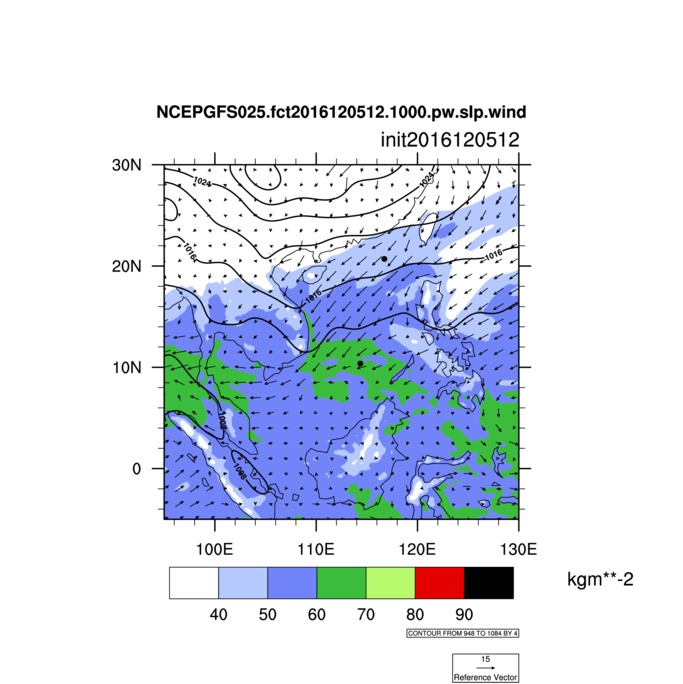 NCEPGFS025.fct2016120512.1000.pw.slp.wind
init2016120512
30N
1024
1024
1016
1016
20N
1016
10N
1008
1008
0
100E 110E 120E 130E
kgm**-2
40 50 60 70 80 90
CONTOUR FROM 948 TO 1084 BY 4
15
Reference Vector